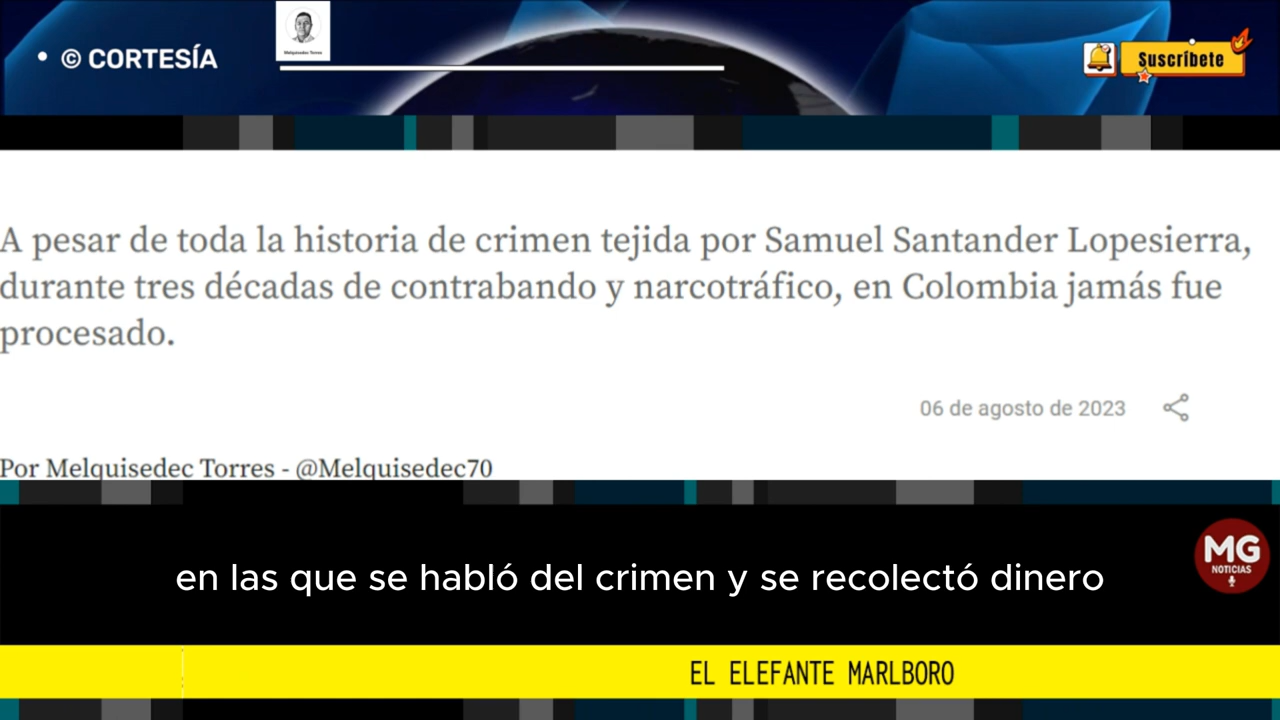 • © CORTESÍA
Melquisedec Torres
Suscríbete
A pesar de toda la historia de crimen tejida por Samuel Santander Lopesierra,
durante tres décadas de contrabando y narcotráfico, en Colombia jamás fue
procesado.
06 de agosto de 2023
Por Melquisedec Torres - @Melquisedec70
en las que se habló del crimen y se recolectó dinero
MG
NOTICIAS
EL ELEFANTE MARLBORO